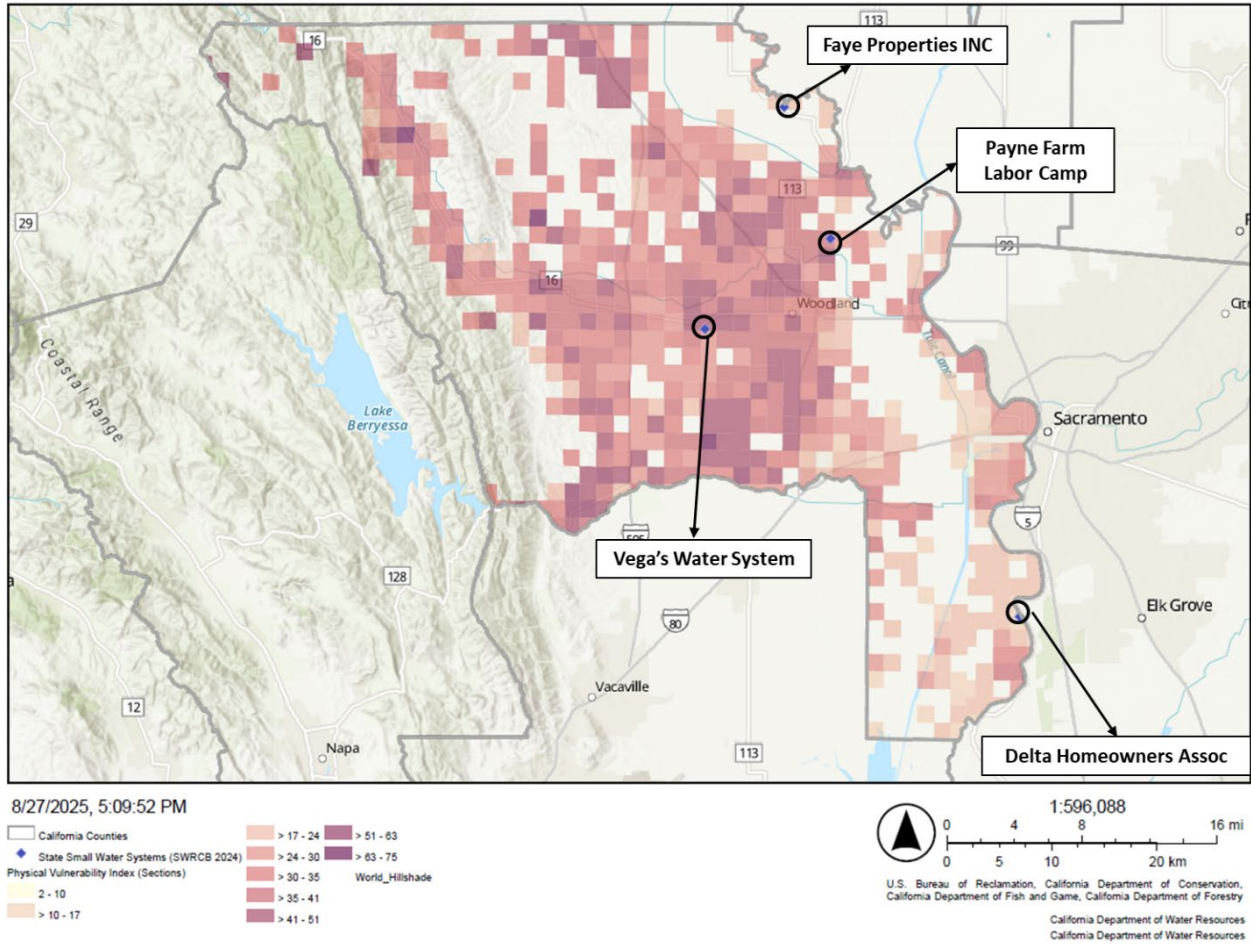 113
16
Faye Properties INC
Payne Farm
Labor Camp
113
29
99
16
Woodland
Coastal Range
Lake
Berryessa
Sacramento
5
Vega's Water System
128
80
Elk Grove
Vacaville
12
113
Napa
Delta Homeowners Assoc
8/27/2025, 5:09:52 PM
California Counties
State Small Water Systems (SWRCB 2024)
Physical Vulnerability Index (Sections)
2 - 10
> 10 - 17
> 17 - 24
> 24 - 30
> 30 - 35
> 35 - 41
> 41 - 51
> 51 - 63
> 63 - 75
World_Hillshade
1:596,088
0 4 8 16 mi
0 5 10 20 km
U.S. Bureau of Reclamation, California Department of Conservation,
California Department of Fish and Game, California Department of Forestry
California Department of Water Resources
California Department of Water Resources